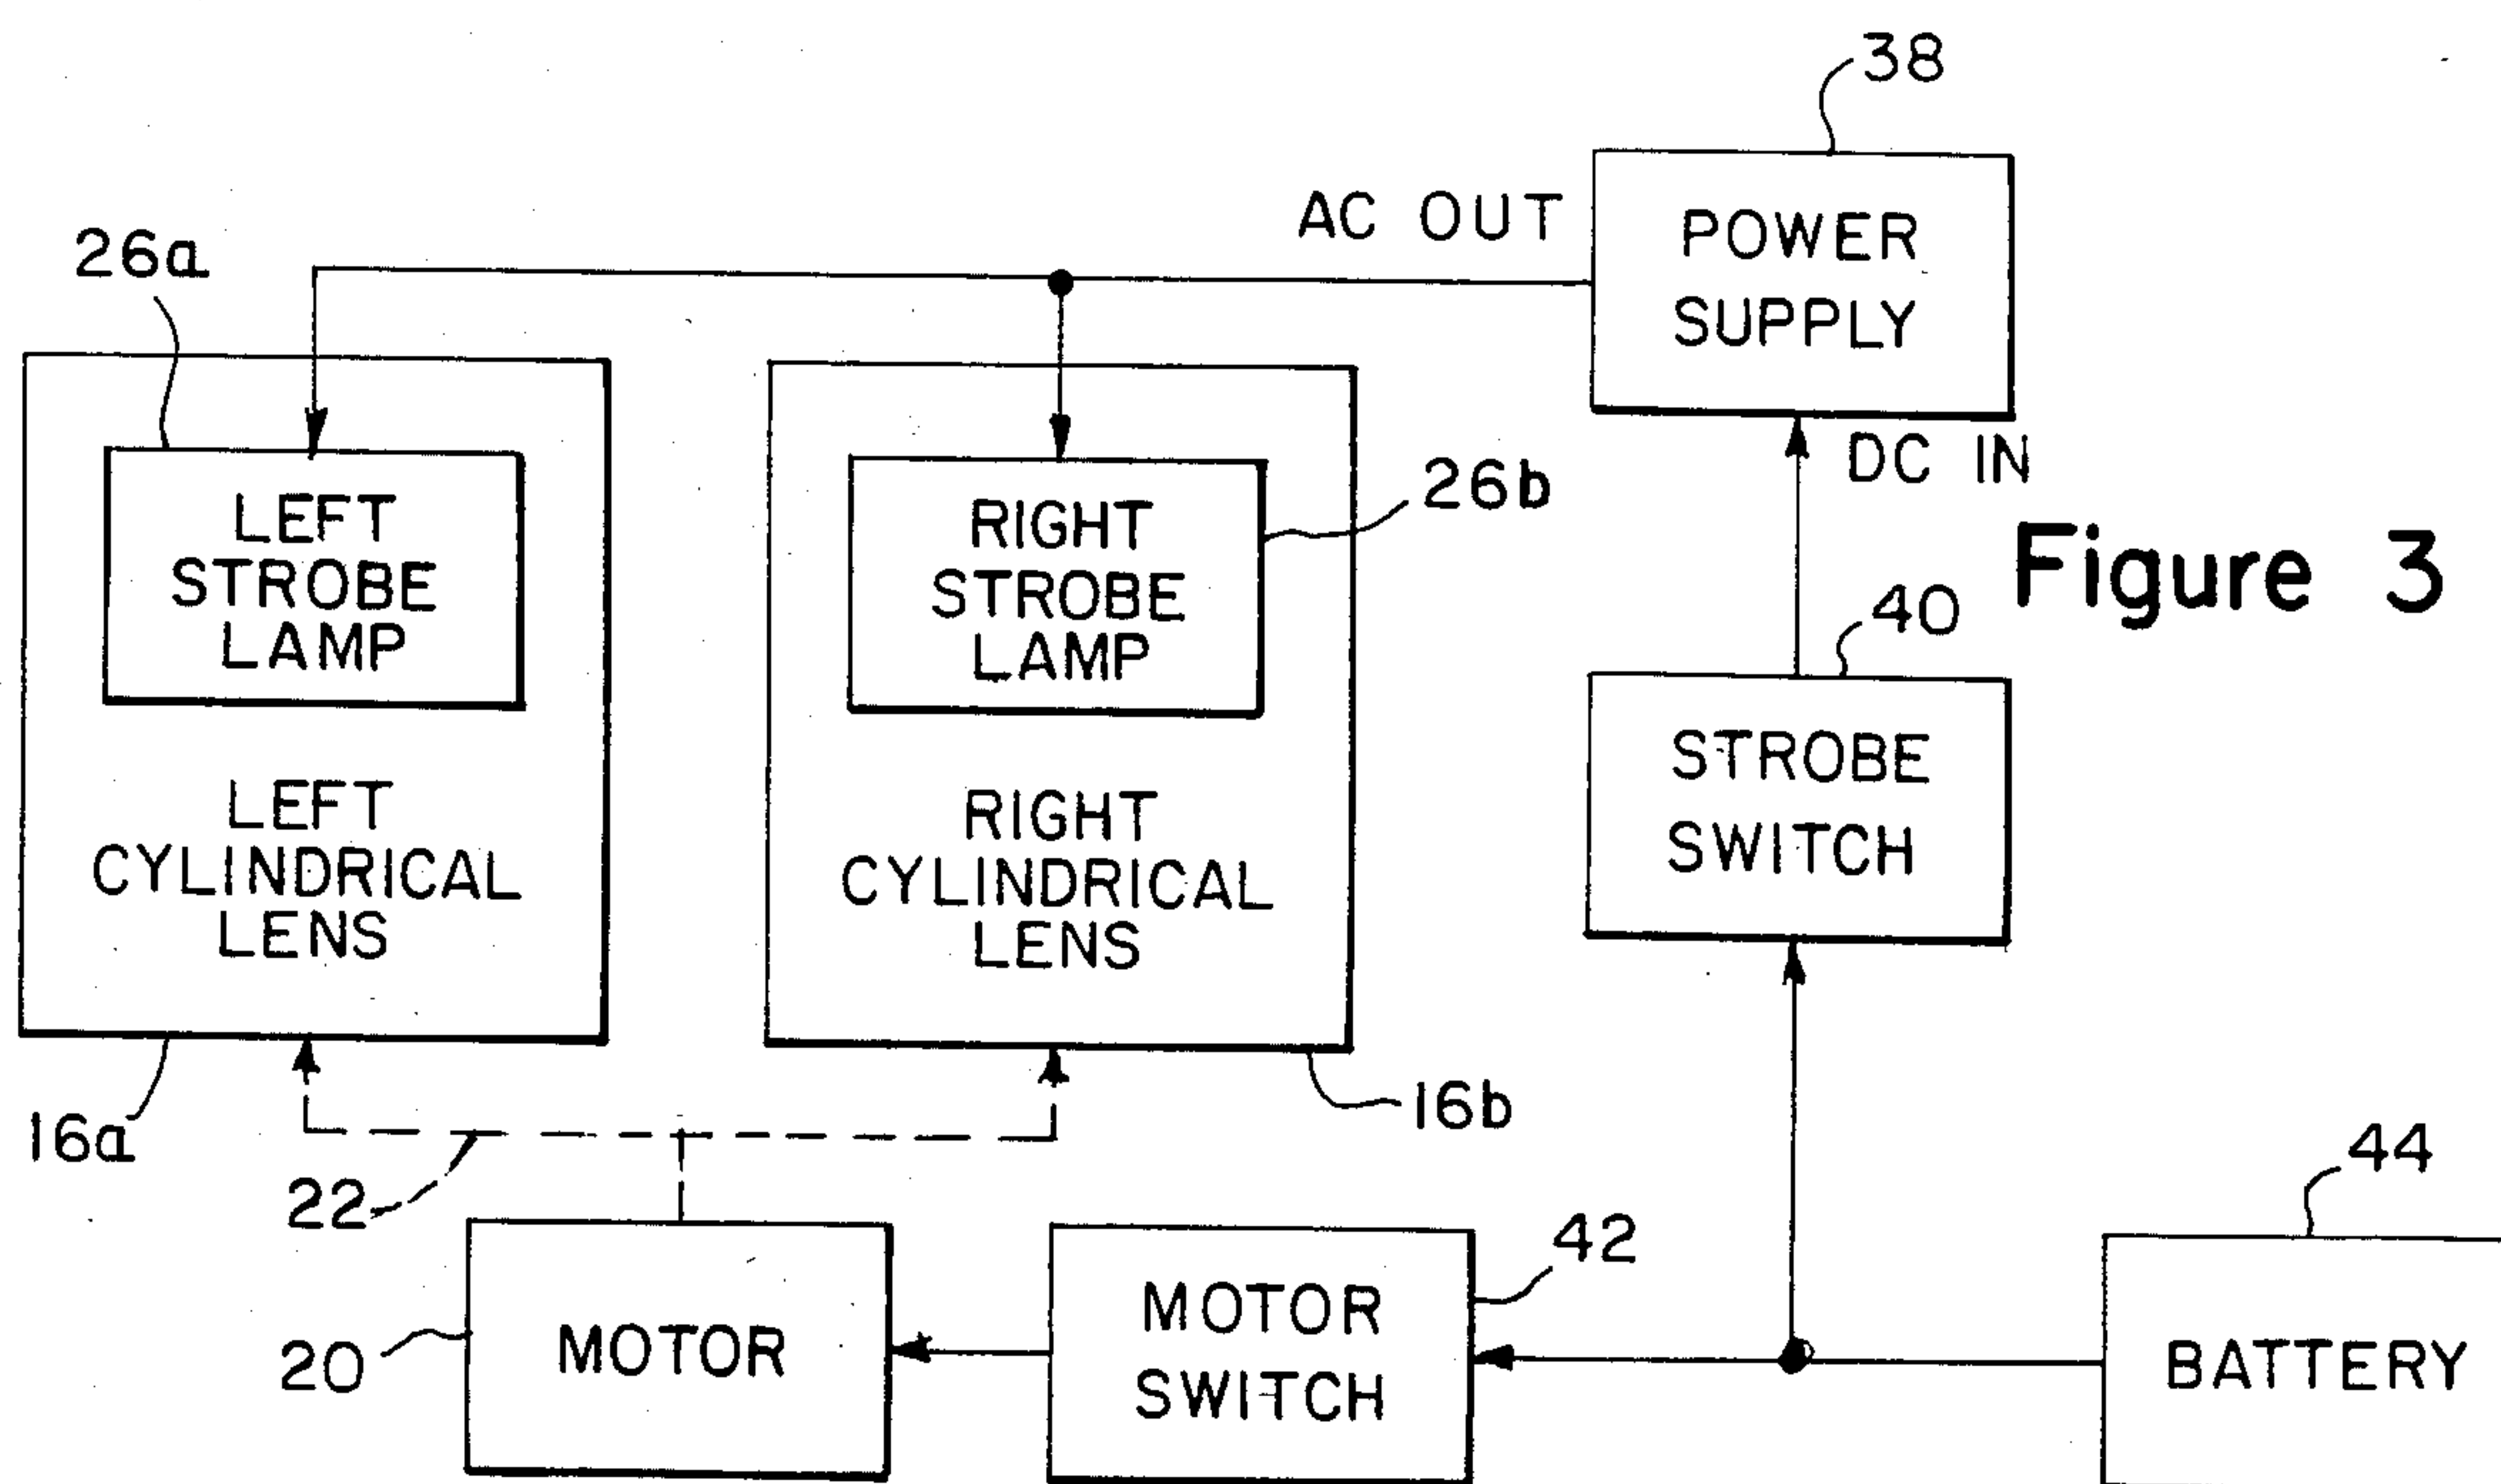 38
AC OUT
POWER
SUPPLY
26a
DC IN
LEFT
STROBE
LAMP
RIGHT
STROBE
LAMP
26b
Figure 3
40
STROBE
SWITCH
LEFT
CYLINDRICAL
LENS
RIGHT
CYLINDRICAL
LENS
16a
16b
22
44
42
20
MOTOR
MOTOR
SWITCH
BATTERY